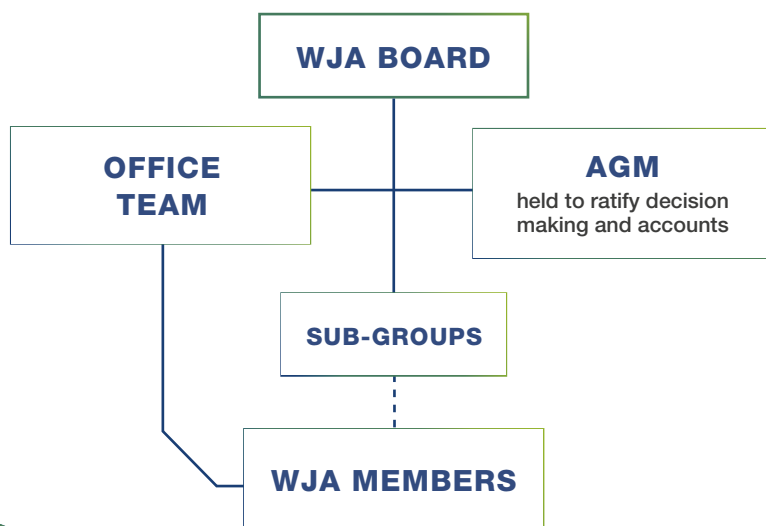 WJA BOARD
OFFICE
TEAM
AGM
held to ratify decision
making and accounts
SUB-GROUPS
WJA MEMBERS